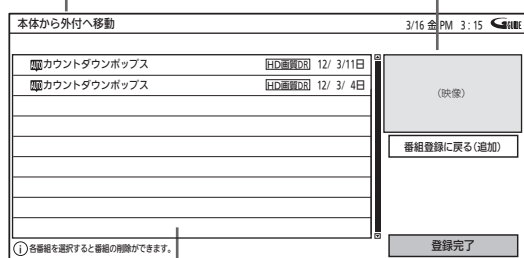 本体から外付へ移動
3/16 金 PM 3:15 GGUIDE
カウントダウンポップス HD画質DR 12/ 3/11日
カウントダウンポップス HD画質DR 12/ 3/ 4日
（映像）
番組登録に戻る（追加）
i 各番組を選択すると番組の削除ができます。
登録完了